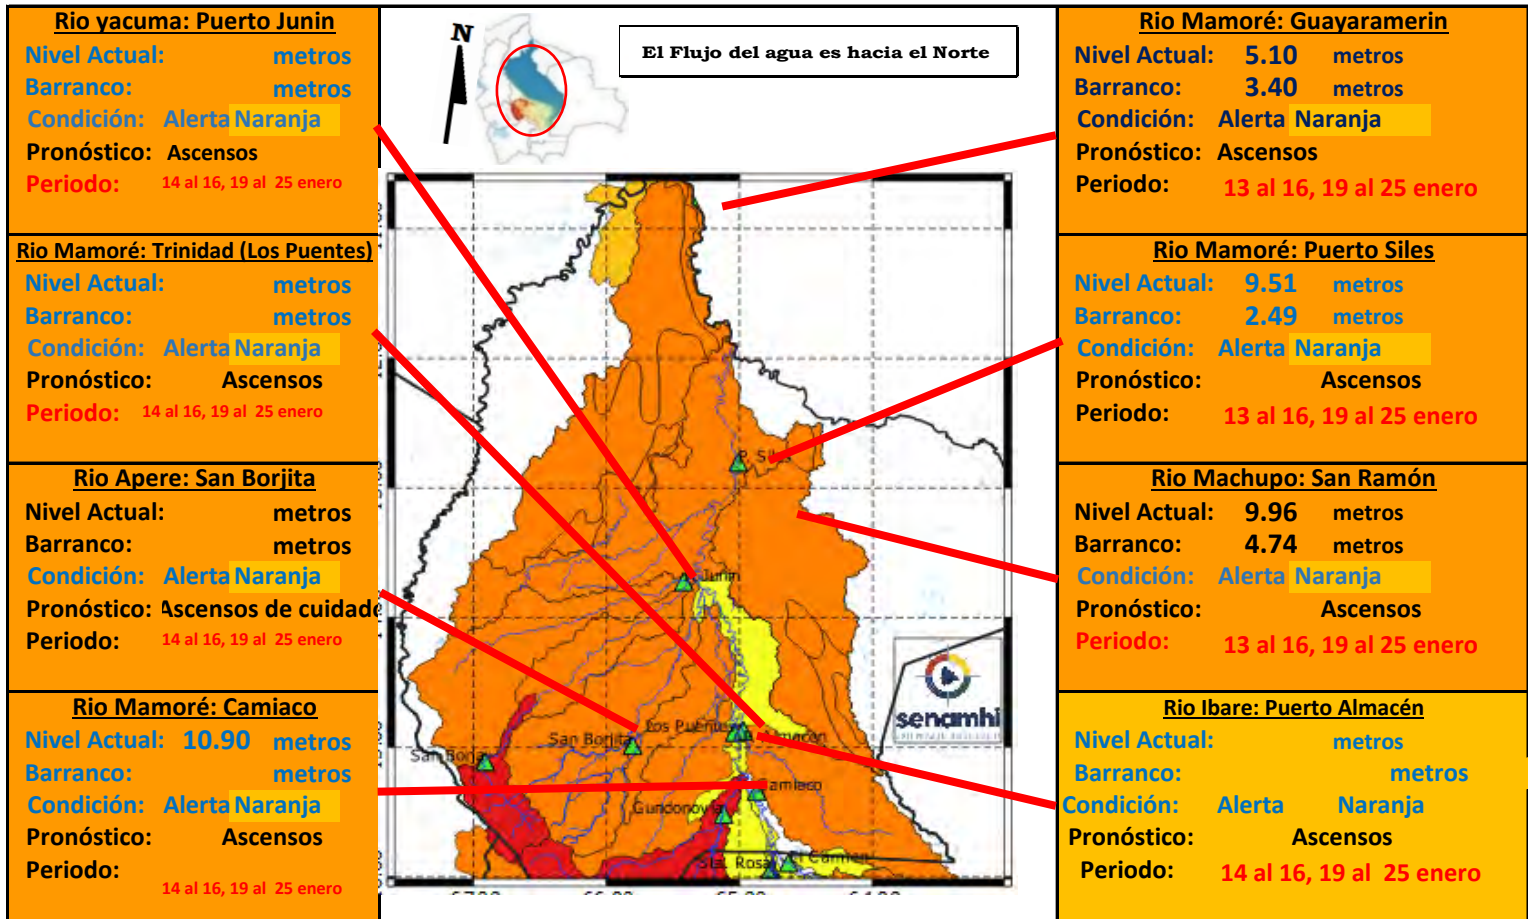 Rio yacuma: Puerto Junin
Nivel Actual: metros
Barranco: metros
Condición: Alerta Naranja
Pronóstico: Ascensos
Periodo: 14 al 16, 19 al 25 enero
Rio Mamoré: Trinidad (Los Puentes)
Nivel Actual: metros
Barranco: metros
Condición: Alerta Naranja
Pronóstico: Ascensos
Periodo: 14 al 16, 19 al 25 enero
Rio Apere: San Borjita
Nivel Actual: metros
Barranco: metros
Condición: Alerta Naranja
Pronóstico: Ascensos de cuidado
Periodo: 14 al 16, 19 al 25 enero
Rio Mamoré: Camiaco
Nivel Actual: 10.90 metros
Barranco: metros
Condición: Alerta Naranja
Pronóstico: Ascensos
Periodo:
14 al 16, 19 al 25 enero
N
El Flujo del agua es hacia el Norte
P. Siles
Junin
Los Puentes
San Borjita
Almacén
San Borja
Camiaco
Gundonovia
Sta. Rosa
El Carmen
senamhi
Rio Mamoré: Guayaramerin
Nivel Actual: 5.10 metros
Barranco: 3.40 metros
Condición: Alerta Naranja
Pronóstico: Ascensos
Periodo: 13 al 16, 19 al 25 enero
Rio Mamoré: Puerto Siles
Nivel Actual: 9.51 metros
Barranco: 2.49 metros
Condición: Alerta Naranja
Pronóstico: Ascensos
Periodo: 13 al 16, 19 al 25 enero
Rio Machupo: San Ramón
Nivel Actual: 9.96 metros
Barranco: 4.74 metros
Condición: Alerta Naranja
Pronóstico: Ascensos
Periodo: 13 al 16, 19 al 25 enero
Rio Ibare: Puerto Almacén
Nivel Actual: metros
Barranco: metros
Condición: Alerta Naranja
Pronóstico: Ascensos
Periodo: 14 al 16, 19 al 25 enero